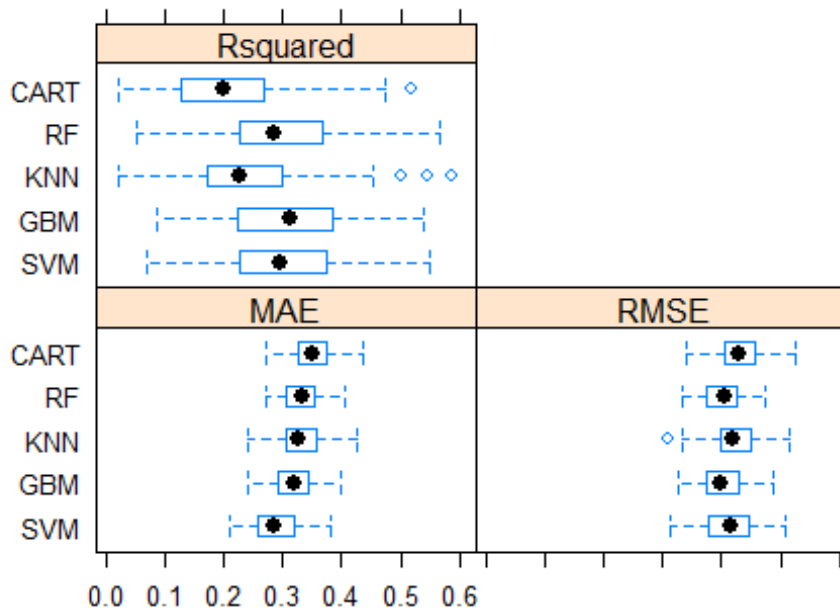 Rsquared
CART
RF
KNN
GBM
SVM
MAE
RMSE
CART
RF
KNN
GBM
SVM
0.0 0.1 0.2 0.3 0.4 0.5 0.6